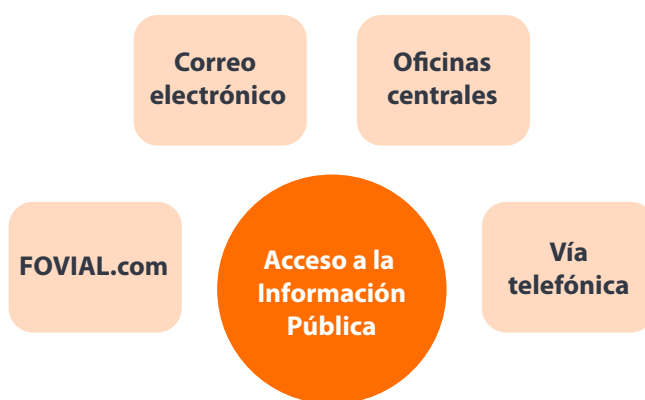 Correo
electrónico
Oficinas
centrales
FOVIAL.com
Acceso a la
Información
Pública
Vía
telefónica